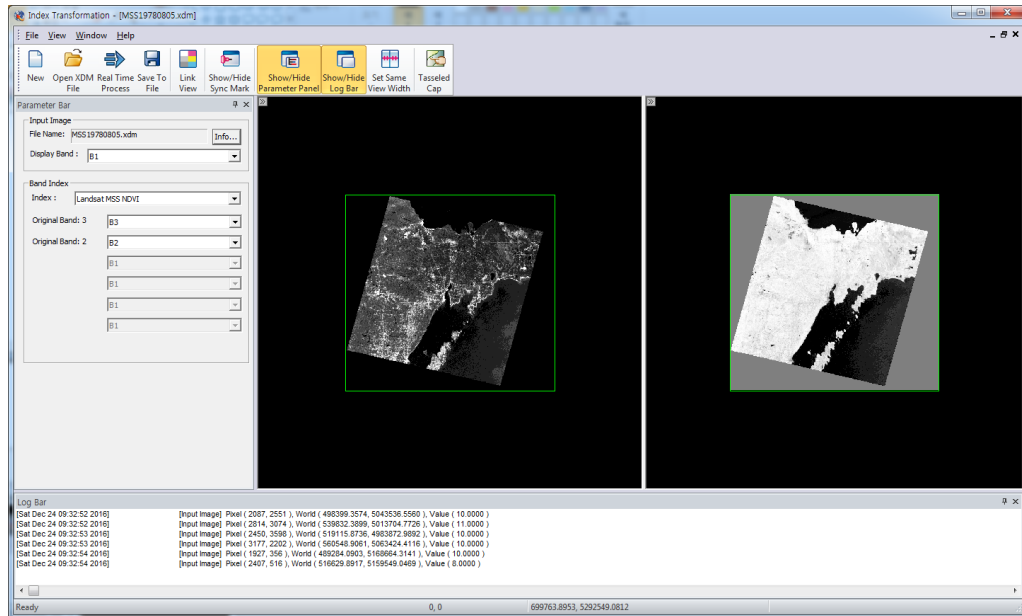 Index Transformation - [MSS19780805.xdm]
File View Window Help
New Open XDM File Real Time Process Save To File Link View Show/Hide Sync Mark Show/Hide Parameter Panel Show/Hide Log Bar Set Same View Width Tasseled Cap
Parameter Bar
Input Image
File Name: MSS19780805.xdm Info...
Display Band : B1
Band Index
Index : Landsat MSS NDVI
Original Band: 3 B3
Original Band: 2 B2
B1
B1
B1
B1
Log Bar
[Sat Dec 24 09:32:52 2016] [Input Image] Pixel ( 2087, 2551 ), World ( 498399.3574, 5043536.5560 ), Value ( 10.0000 )
[Sat Dec 24 09:32:52 2016] [Input Image] Pixel ( 2814, 3074 ), World ( 539832.3899, 5013704.7726 ), Value ( 11.0000 )
[Sat Dec 24 09:32:53 2016] [Input Image] Pixel ( 2450, 3598 ), World ( 519115.8736, 4983872.9892 ), Value ( 10.0000 )
[Sat Dec 24 09:32:53 2016] [Input Image] Pixel ( 3177, 2202 ), World ( 560548.9061, 5063424.4116 ), Value ( 10.0000 )
[Sat Dec 24 09:32:54 2016] [Input Image] Pixel ( 1927, 356 ), World ( 489284.0903, 5168664.3141 ), Value ( 10.0000 )
[Sat Dec 24 09:32:54 2016] [Input Image] Pixel ( 2407, 516 ), World ( 516629.8917, 5159549.0469 ), Value ( 8.0000 )
Ready 0, 0 699763.8953, 5292549.0812